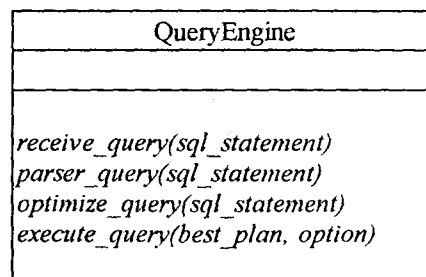 QueryEngine
receive_query(sql_statement)
parser_query(sql_statement)
optimize_query(sql_statement)
execute_query(best_plan, option)